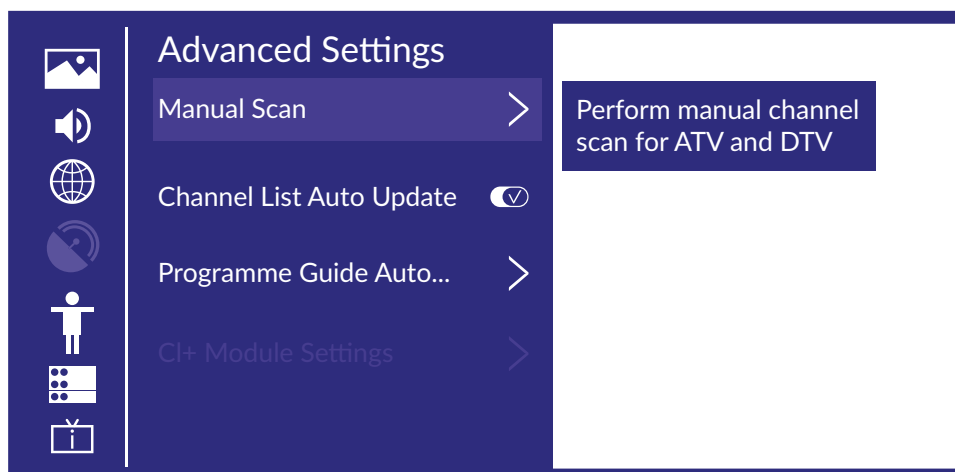 Advanced Settings
Manual Scan
Perform manual channel
scan for ATV and DTV
Channel List Auto Update
Programme Guide Auto...
CI+ Module Settings
i